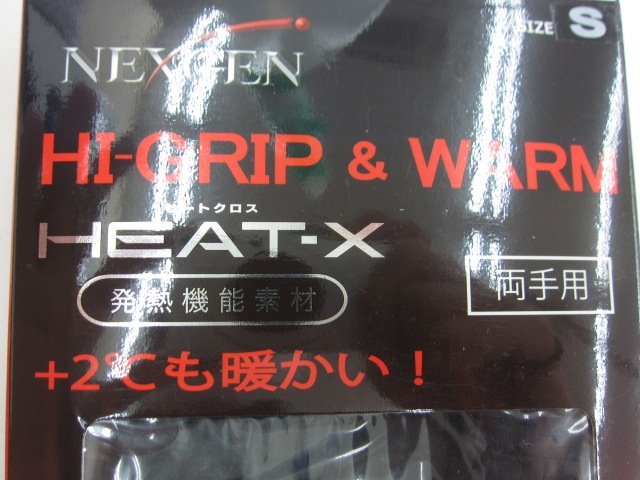 NEXGEN
SIZE S
HI-GRIP & WARM
ートクロス
HEAT-X
発熱機能素材
両手用
+2℃も暖かい!